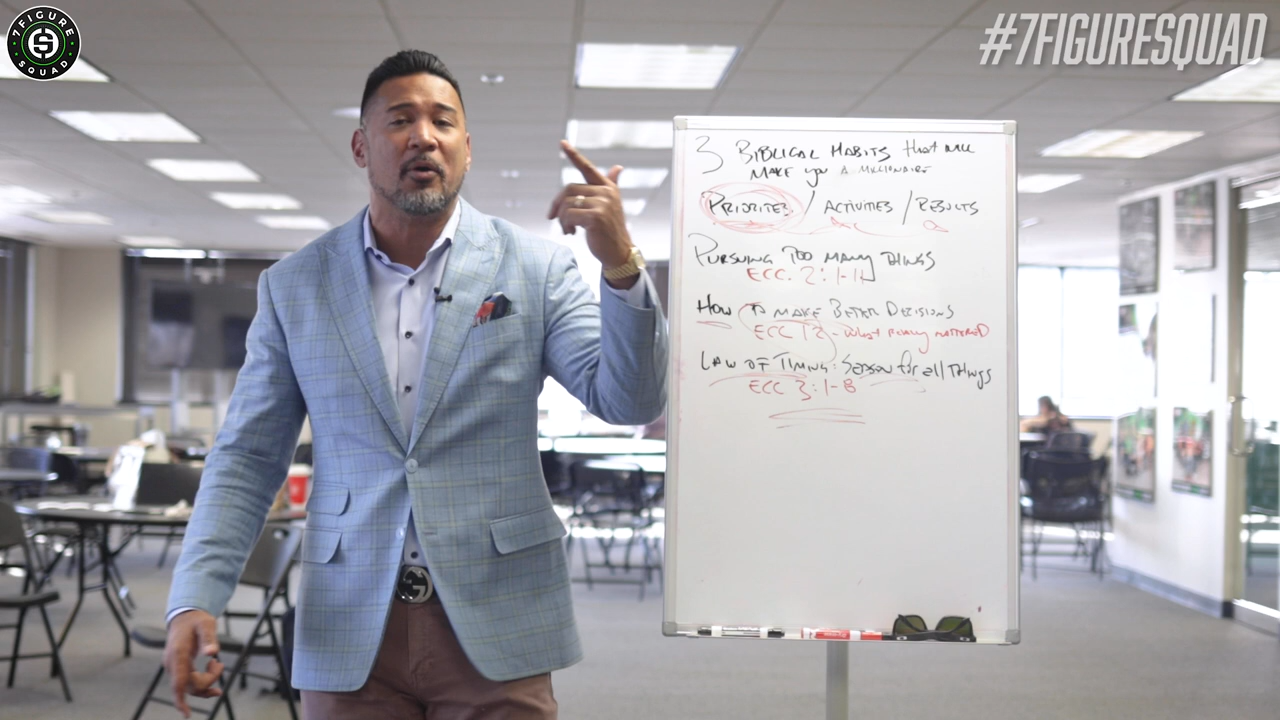 7FIGURE
SQUAD
#7FIGURESQUAD
3 BIBLICAL HABITS that will
MAKE you A MILLIONAIRE
PRIORITIES / ACTIVITIES / RESULTS
PURSUING TOO MANY THINGS
ECC. 2:1-11
HOW TO MAKE BETTER DECISIONS
ECC 12 - What really mattered
LAW OF TIMING: SEASON for all THINGS
ECC 3:1-8